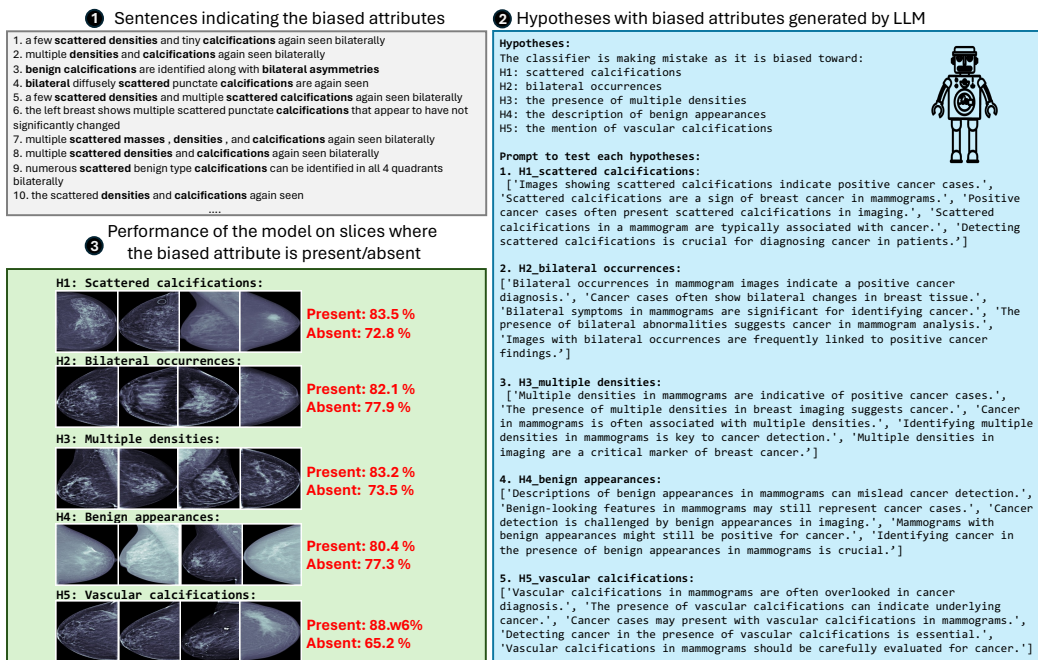 1 Sentences indicating the biased attributes
1. a few scattered densities and tiny calcifications again seen bilaterally
2. multiple densities and calcifications again seen bilaterally
3. benign calcifications are identified along with bilateral asymmetries
4. bilateral diffusely scattered punctate calcifications are again seen
5. a few scattered densities and multiple scattered calcifications again seen bilaterally
6. the left breast shows multiple scattered punctate calcifications that appear to have not
significantly changed
7. multiple scattered masses , densities , and calcifications again seen bilaterally
8. multiple scattered densities and calcifications again seen bilaterally
9. numerous scattered benign type calcifications can be identified in all 4 quadrants
bilaterally
10. the scattered densities and calcifications again seen
....
3 Performance of the model on slices where
the biased attribute is present/absent
H1: Scattered calcifications:
Present: 83.5 %
Absent: 72.8 %
H2: Bilateral occurrences:
Present: 82.1 %
Absent: 77.9 %
H3: Multiple densities:
Present: 83.2 %
Absent: 73.5 %
H4: Benign appearances:
Present: 80.4 %
Absent: 77.3 %
H5: Vascular calcifications:
Present: 88.w6%
Absent: 65.2 %
2 Hypotheses with biased attributes generated by LLM
Hypotheses:
The classifier is making mistake as it is biased toward:
H1: scattered calcifications
H2: bilateral occurrences
H3: the presence of multiple densities
H4: the description of benign appearances
H5: the mention of vascular calcifications
Prompt to test each hypotheses:
1. H1_scattered calcifications:
['Images showing scattered calcifications indicate positive cancer cases.',
'Scattered calcifications are a sign of breast cancer in mammograms.', 'Positive
cancer cases often present scattered calcifications in imaging.', 'Scattered
calcifications in a mammogram are typically associated with cancer.', 'Detecting
scattered calcifications is crucial for diagnosing cancer in patients.’]
2. H2_bilateral occurrences:
['Bilateral occurrences in mammogram images indicate a positive cancer
diagnosis.', 'Cancer cases often show bilateral changes in breast tissue.',
'Bilateral symptoms in mammograms are significant for identifying cancer.', 'The
presence of bilateral abnormalities suggests cancer in mammogram analysis.',
'Images with bilateral occurrences are frequently linked to positive cancer
findings.’]
3. H3_multiple densities:
['Multiple densities in mammograms are indicative of positive cancer cases.',
'The presence of multiple densities in breast imaging suggests cancer.', 'Cancer
in mammograms is often associated with multiple densities.', 'Identifying multiple
densities in mammograms is key to cancer detection.', 'Multiple densities in
imaging are a critical marker of breast cancer.’]
4. H4_benign appearances:
['Descriptions of benign appearances in mammograms can mislead cancer detection.',
'Benign-looking features in mammograms may still represent cancer cases.', 'Cancer
detection is challenged by benign appearances in imaging.', 'Mammograms with
benign appearances might still be positive for cancer.', 'Identifying cancer in
the presence of benign appearances in mammograms is crucial.’]
5. H5_vascular calcifications:
['Vascular calcifications in mammograms are often overlooked in cancer
diagnosis.', 'The presence of vascular calcifications can indicate underlying
cancer.', 'Cancer cases may present with vascular calcifications in mammograms.',
'Detecting cancer in the presence of vascular calcifications is essential.',
'Vascular calcifications in mammograms should be carefully evaluated for cancer.']